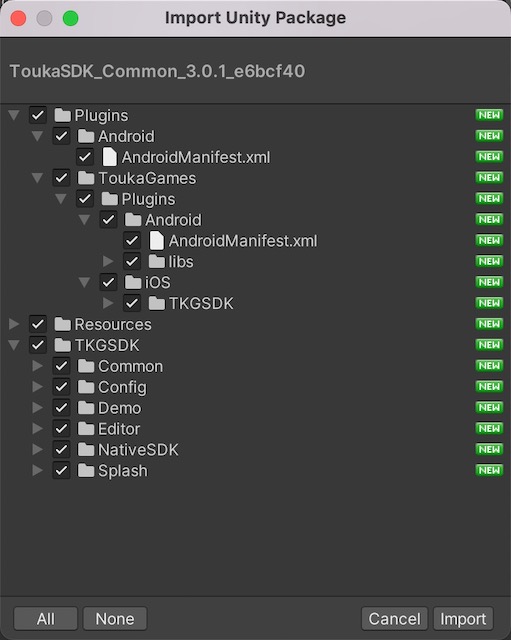 Import Unity Package
ToukaSDK_Common_3.0.1_e6bcf40
Plugins NEW
Android NEW
AndroidManifest.xml NEW
ToukaGames NEW
Plugins NEW
Android NEW
AndroidManifest.xml NEW
libs NEW
iOS NEW
TKGSDK NEW
Resources NEW
TKGSDK NEW
Common NEW
Config NEW
Demo NEW
Editor NEW
NativeSDK NEW
Splash NEW
All None Cancel Import